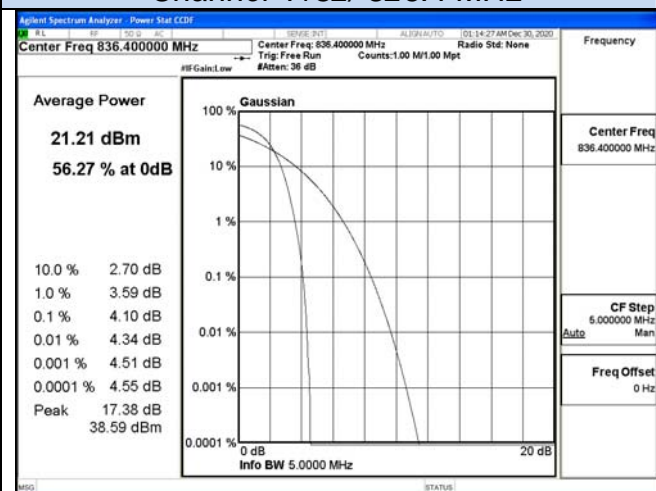 Agilent Spectrum Analyzer - Power Stat CCDF
RL RF 50 Ω AC SENSE:INT ALIGN AUTO 01:14:27 AM Dec 30, 2020
Center Freq 836.400000 MHz
Center Freq: 836.400000 MHz Radio Std: None
Trig: Free Run Counts:1.00 M/1.00 Mpt
#IFGain:Low #Atten: 36 dB
Frequency
Average Power
21.21 dBm
56.27 % at 0dB
10.0 % 2.70 dB
1.0 % 3.59 dB
0.1 % 4.10 dB
0.01 % 4.34 dB
0.001 % 4.51 dB
0.0001 % 4.55 dB
Peak 17.38 dB
38.59 dBm
Gaussian
100 %
10 %
1 %
0.1 %
0.01 %
0.001 %
0.0001 %
0 dB 20 dB
Info BW 5.0000 MHz
Center Freq
836.400000 MHz
CF Step
5.000000 MHz
Auto Man
Freq Offset
0 Hz
MSG STATUS